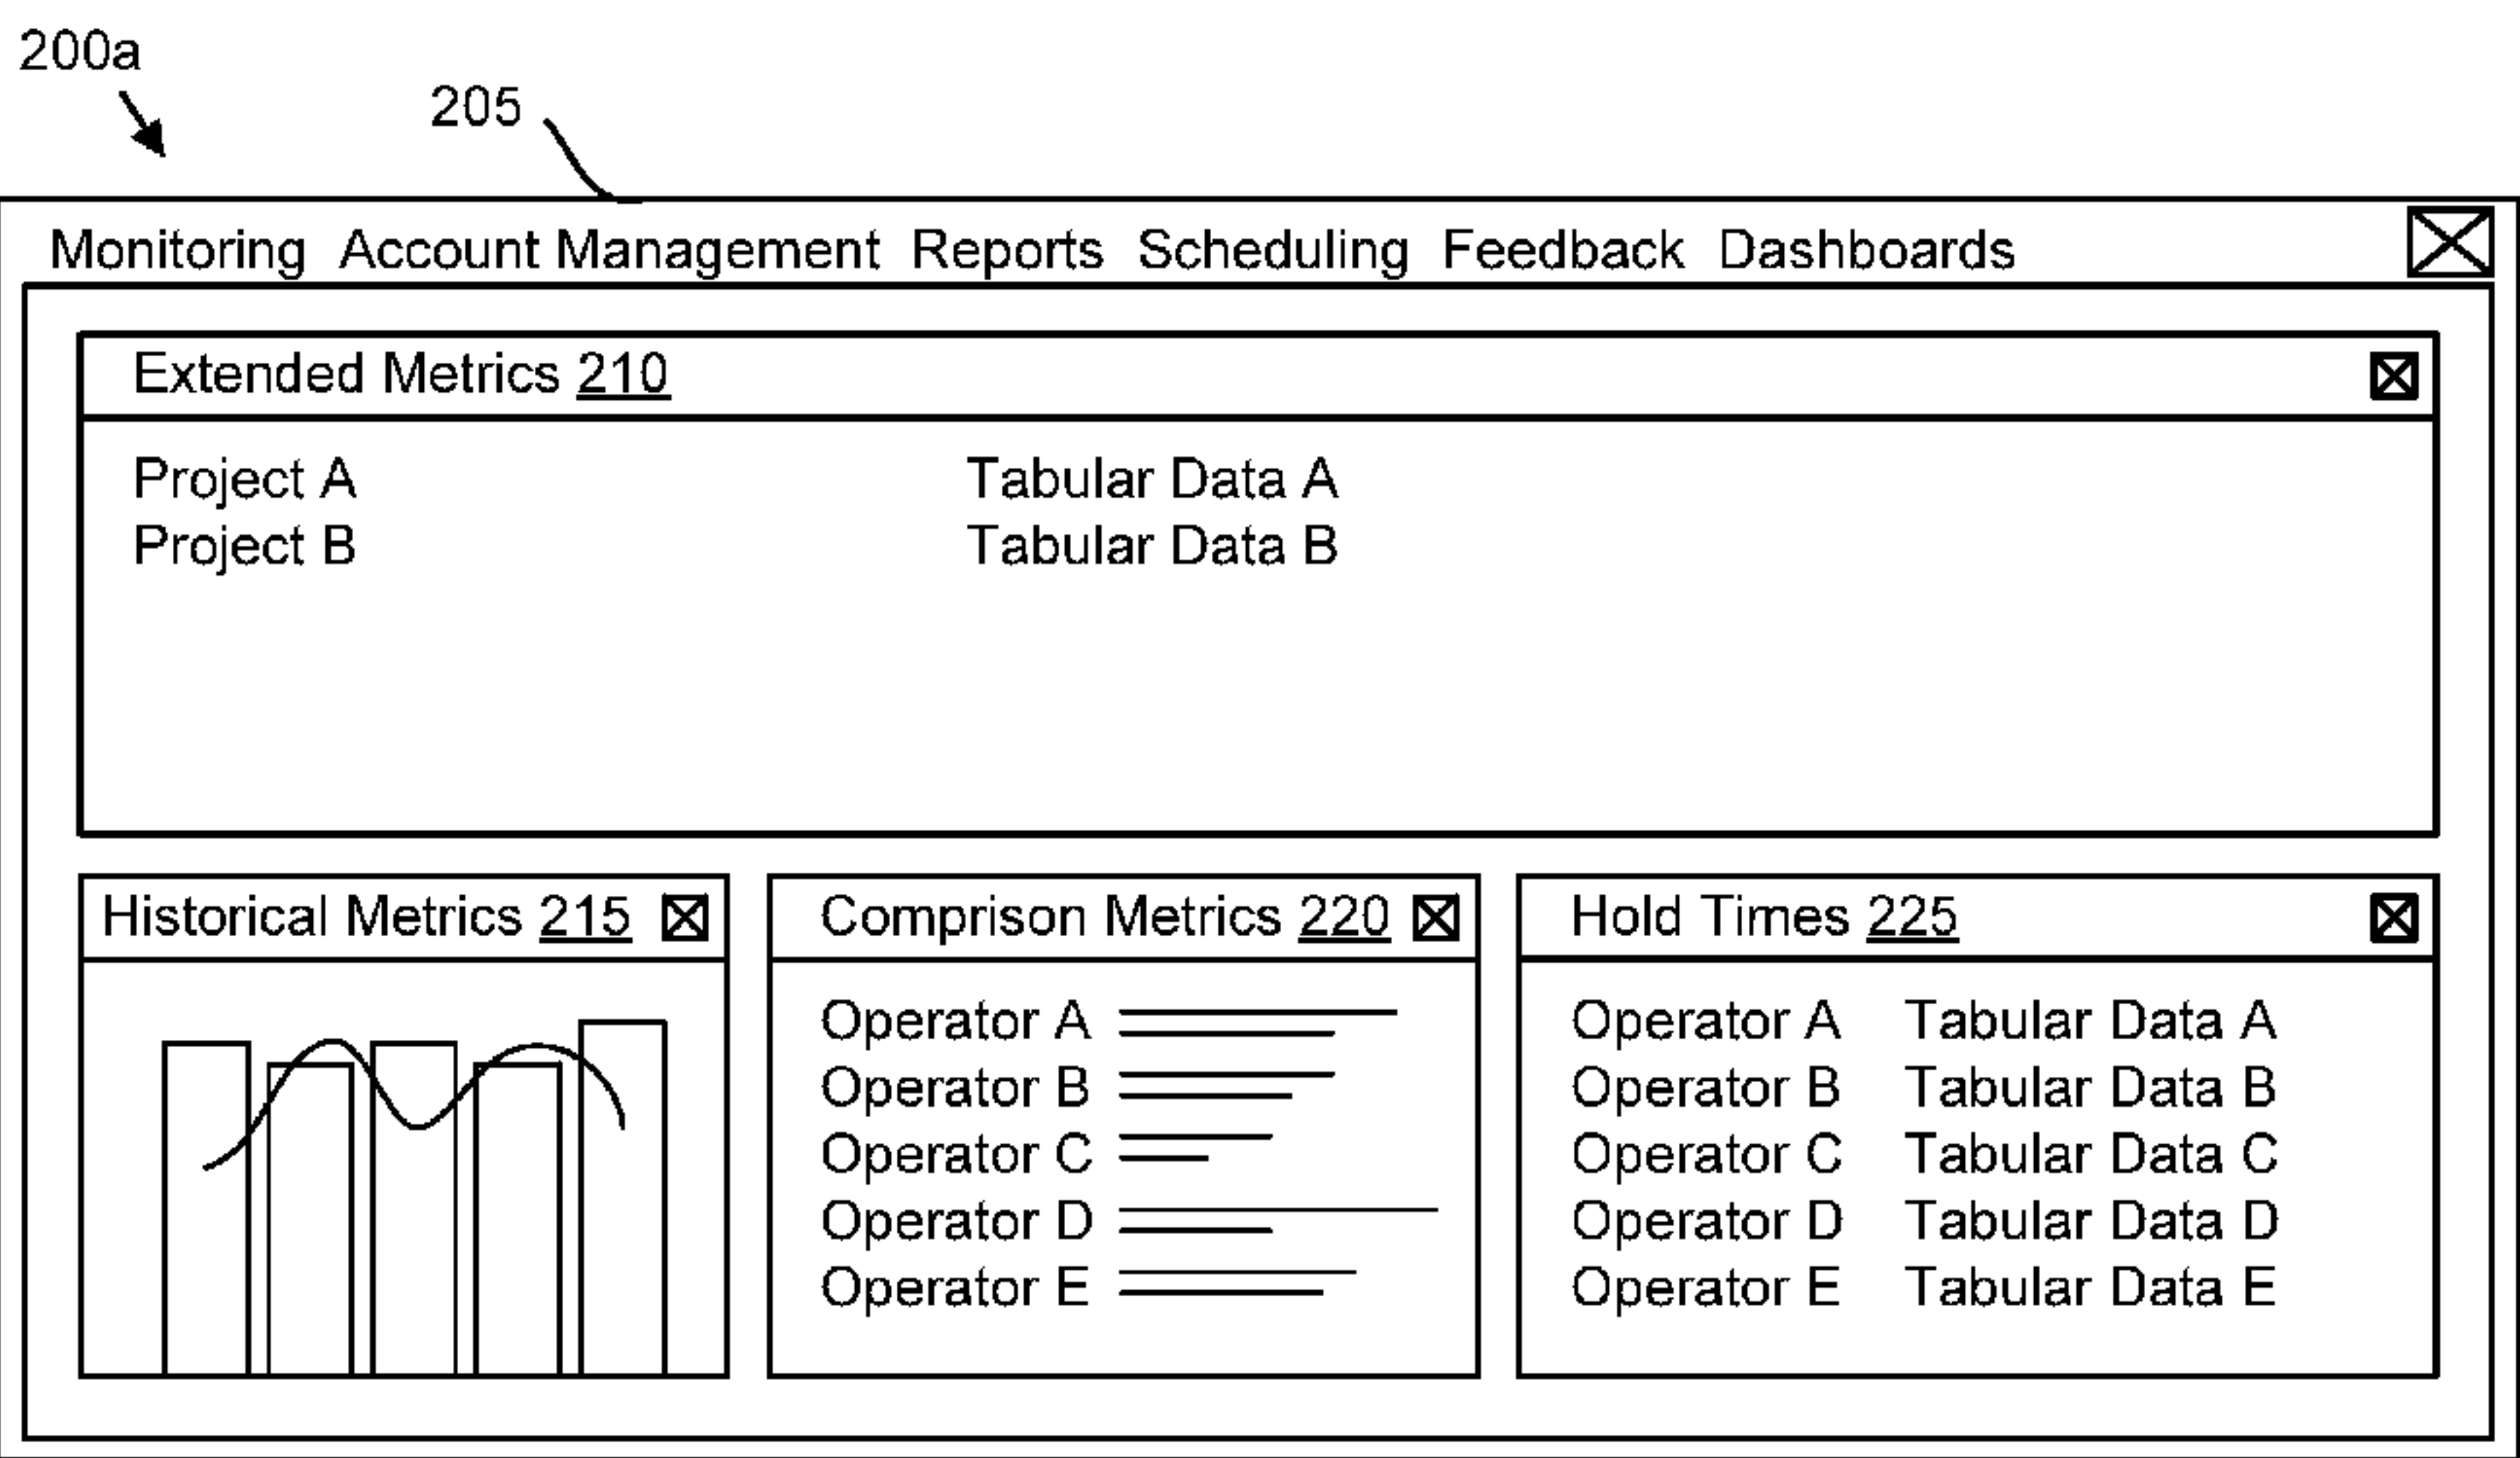 200a
205
Monitoring Account Management Reports Scheduling Feedback Dashboards
Extended Metrics 210
Project A Tabular Data A
Project B Tabular Data B
Historical Metrics 215
Comprison Metrics 220
Operator A
Operator B
Operator C
Operator D
Operator E
Hold Times 225
Operator A Tabular Data A
Operator B Tabular Data B
Operator C Tabular Data C
Operator D Tabular Data D
Operator E Tabular Data E